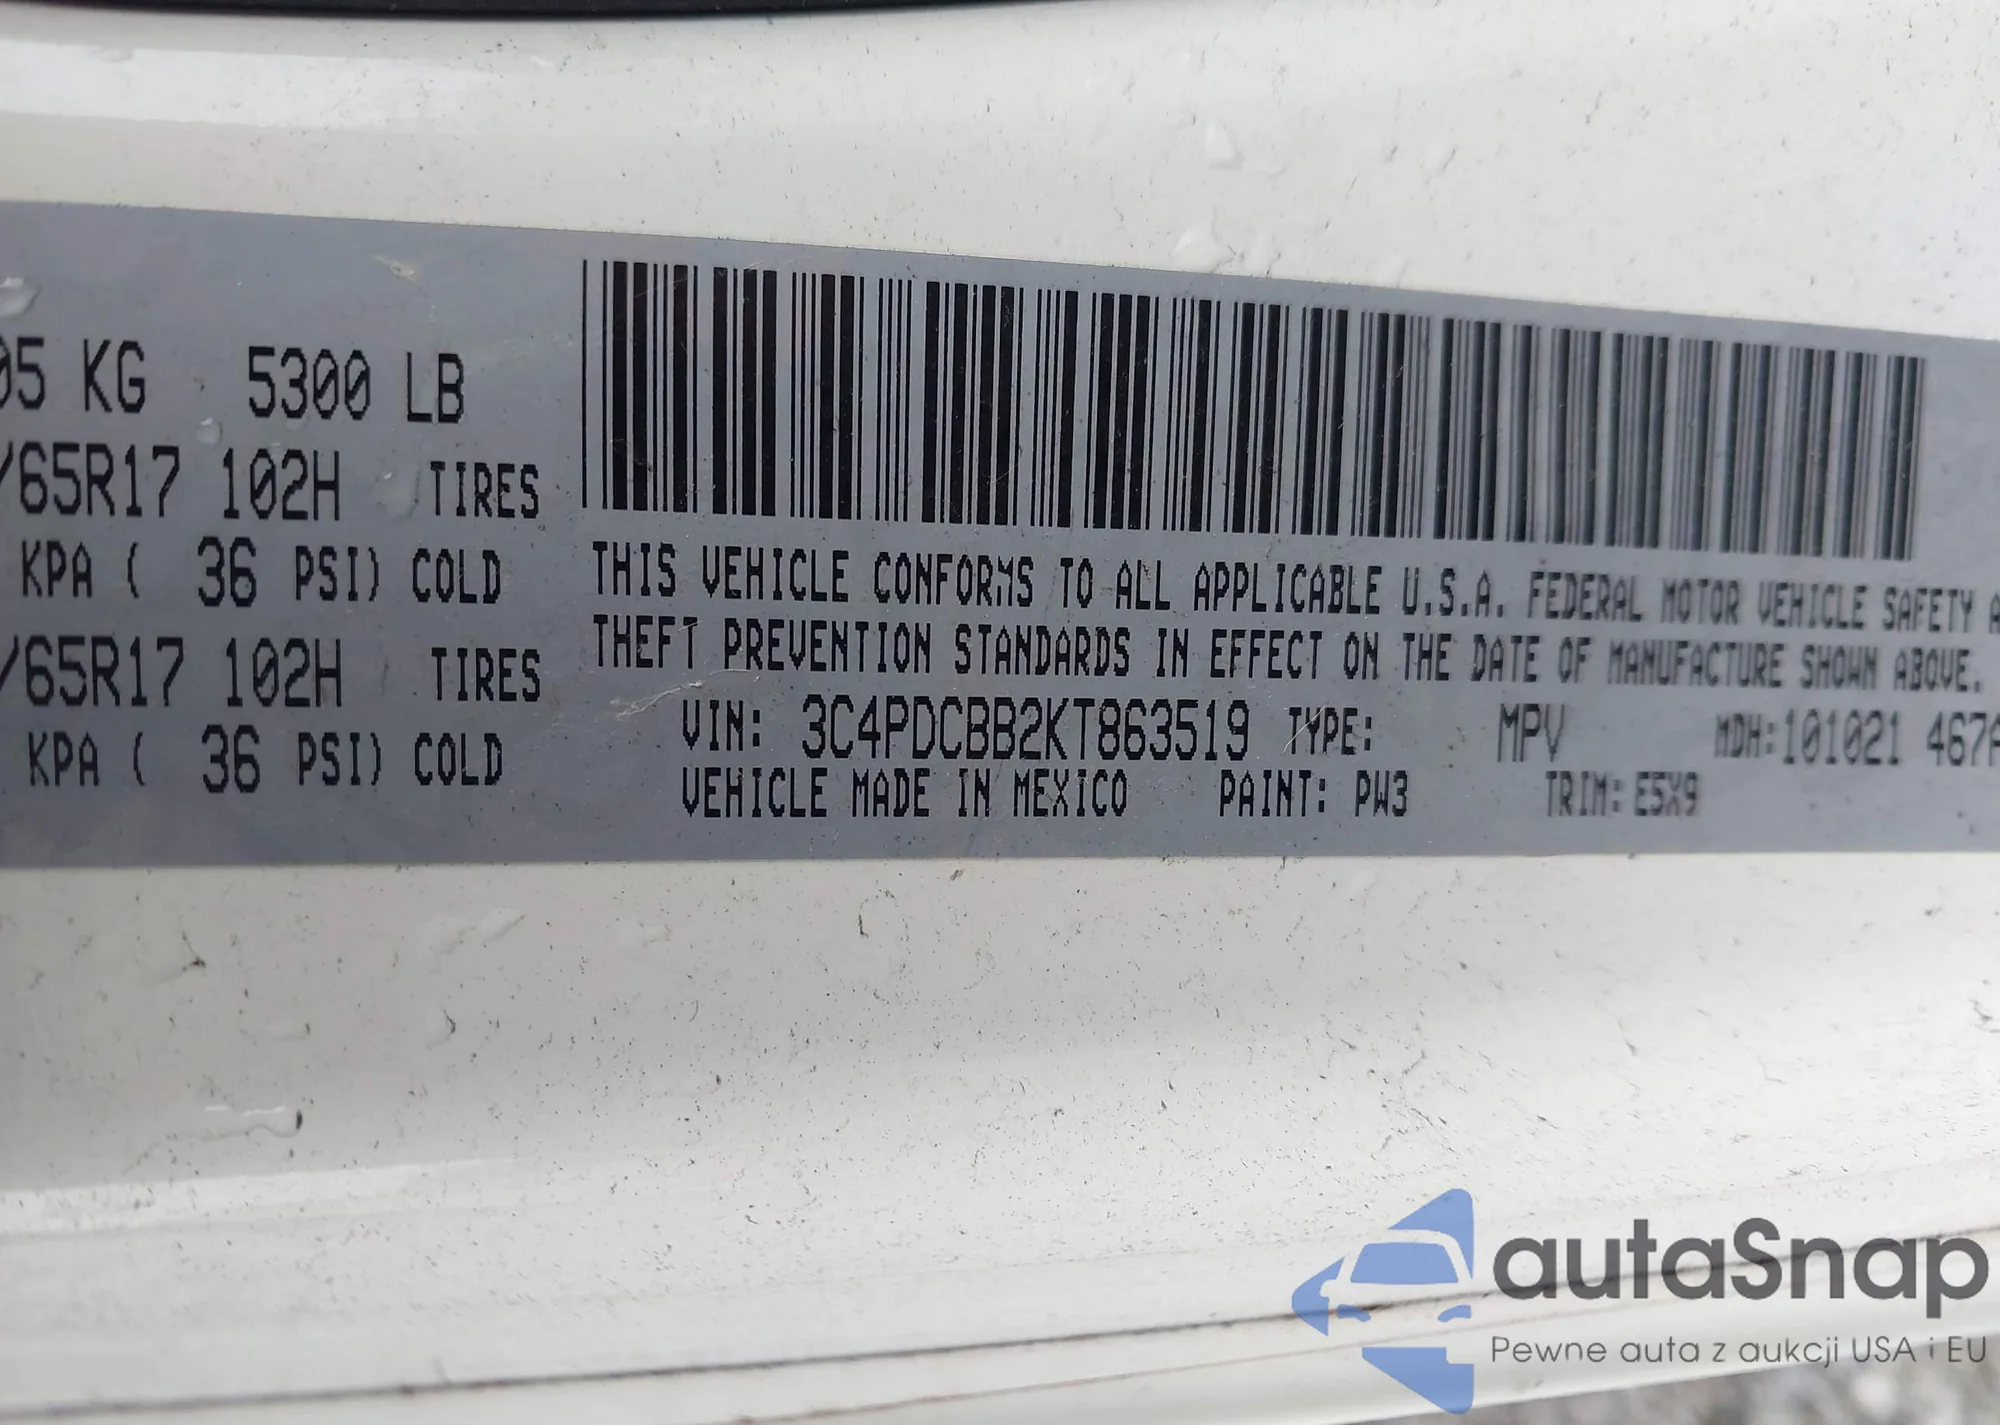 05 KG 5300 LB
/65R17 102H TIRES
KPA ( 36 PSI) COLD
/65R17 102H TIRES
KPA ( 36 PSI) COLD
THIS VEHICLE CONFORMS TO ALL APPLICABLE U.S.A. FEDERAL MOTOR VEHICLE SAFETY A
THEFT PREVENTION STANDARDS IN EFFECT ON THE DATE OF MANUFACTURE SHOWN ABOVE.
VIN: 3C4PDCBB2KT863519 TYPE: MPV MDH:101021 467A
VEHICLE MADE IN MEXICO PAINT: PW3 TRIM: E5X9
autaSnap
Pewne auta z aukcji USA i EU